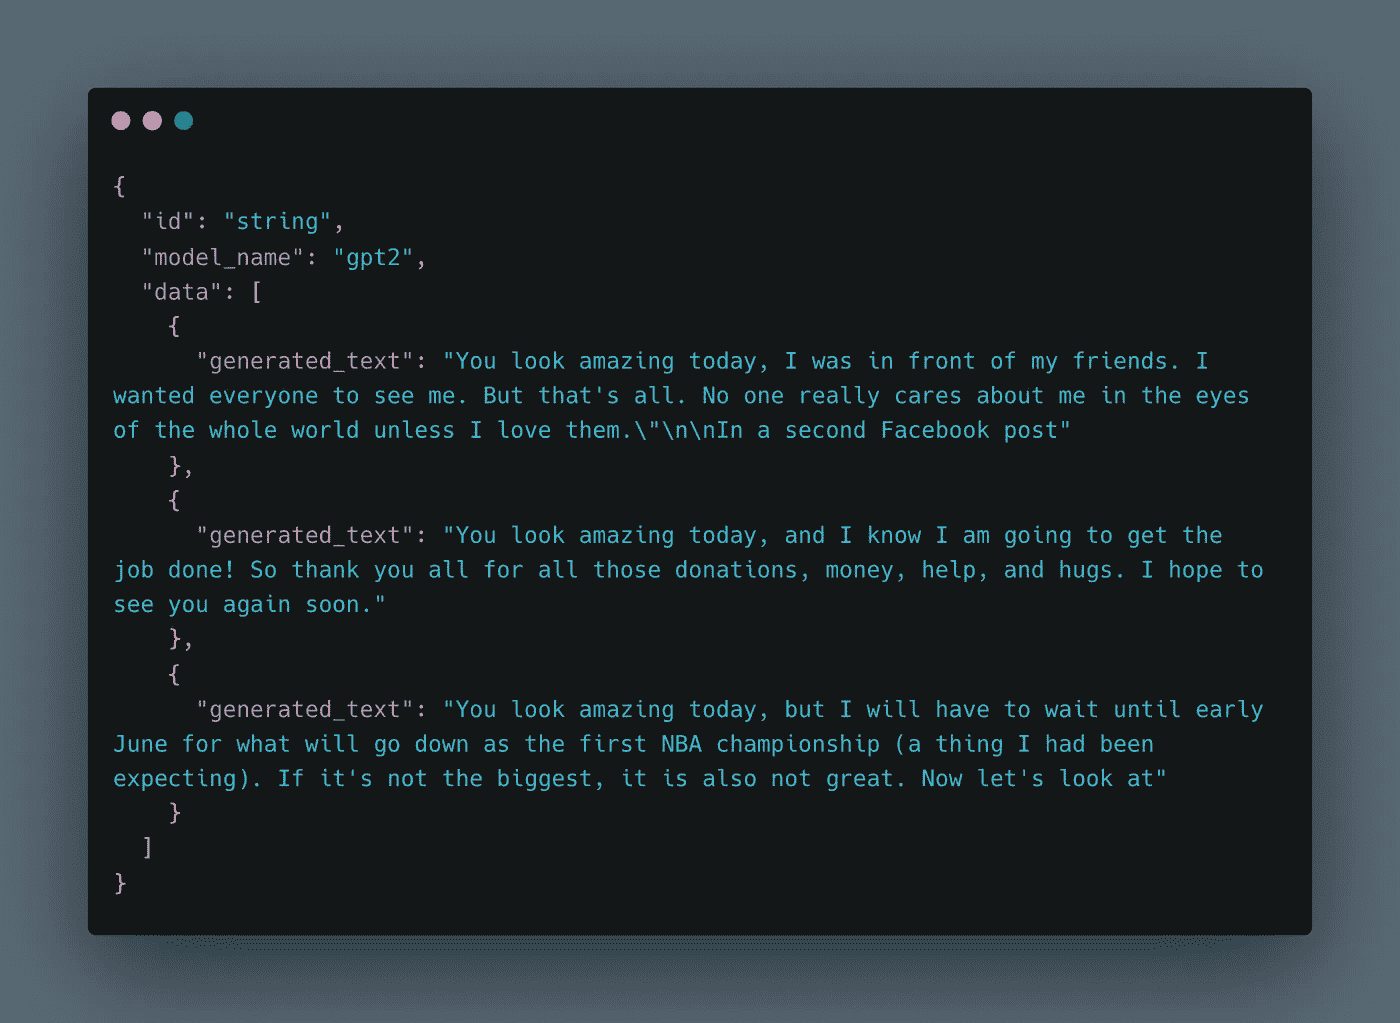 {
  "id": "string",
  "model_name": "gpt2",
  "data": [
    {
      "generated_text": "You look amazing today, I was in front of my friends. I
wanted everyone to see me. But that's all. No one really cares about me in the eyes
of the whole world unless I love them.\"\n\nIn a second Facebook post"
    },
    {
      "generated_text": "You look amazing today, and I know I am going to get the
job done! So thank you all for all those donations, money, help, and hugs. I hope to
see you again soon."
    },
    {
      "generated_text": "You look amazing today, but I will have to wait until early
June for what will go down as the first NBA championship (a thing I had been
expecting). If it's not the biggest, it is also not great. Now let's look at"
    }
  ]
}